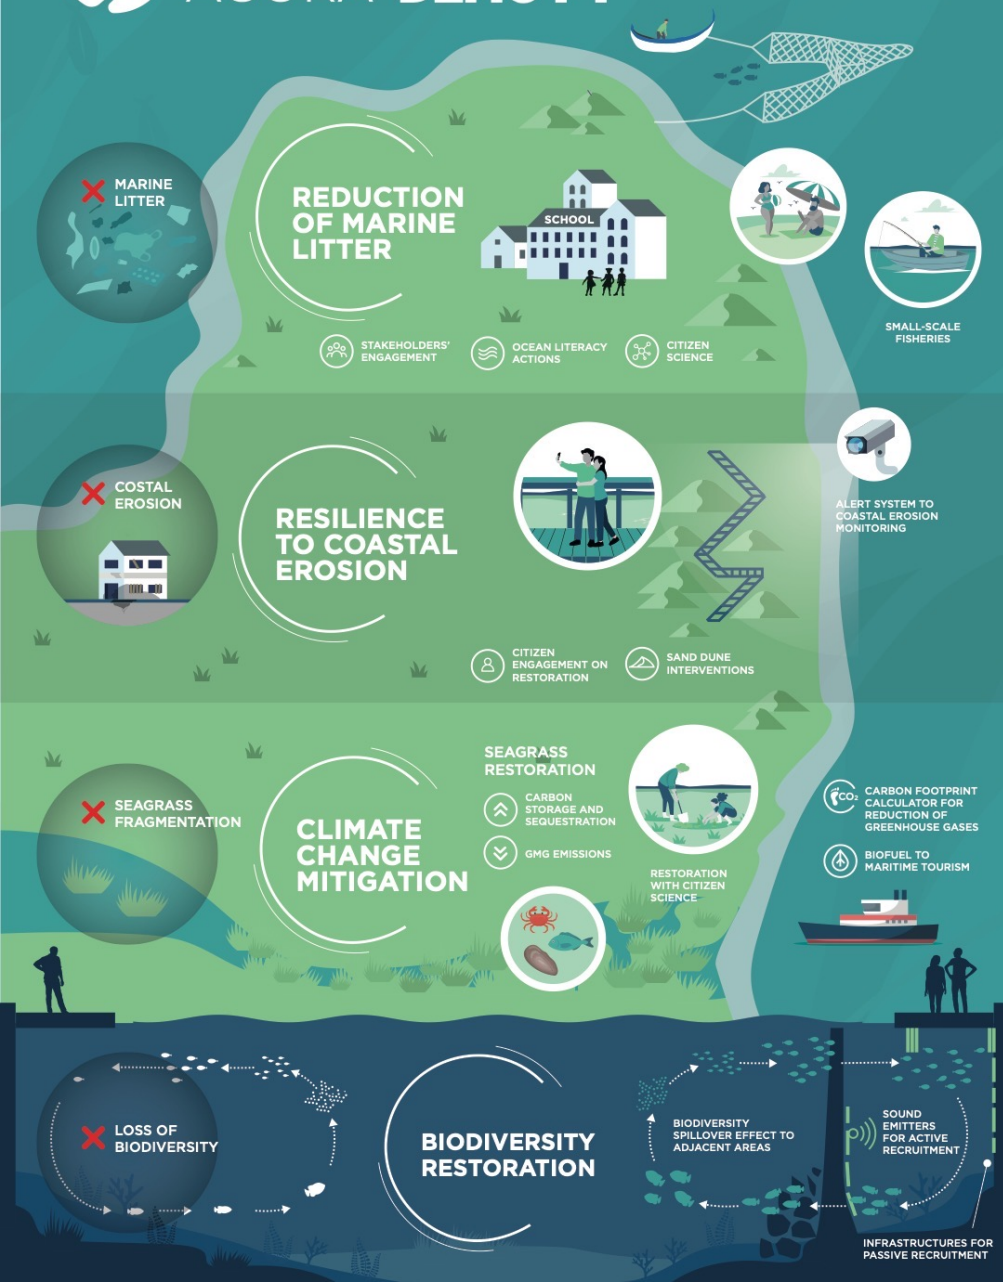 MARINE
LITTER
REDUCTION
OF MARINE
LITTER
SCHOOL
SMALL-SCALE
FISHERIES
STAKEHOLDERS'
ENGAGEMENT
OCEAN LITERACY
ACTIONS
CITIZEN
SCIENCE
COSTAL
EROSION
RESILIENCE
TO COASTAL
EROSION
ALERT SYSTEM TO
COASTAL EROSION
MONITORING
CITIZEN
ENGAGEMENT ON
RESTORATION
SAND DUNE
INTERVENTIONS
SEAGRASS
FRAGMENTATION
CLIMATE
CHANGE
MITIGATION
SEAGRASS
RESTORATION
CARBON
STORAGE AND
SEQUESTRATION
GMG EMISSIONS
RESTORATION
WITH CITIZEN
SCIENCE
CO₂
CARBON FOOTPRINT
CALCULATOR FOR
REDUCTION OF
GREENHOUSE GASES
BIOFUEL TO
MARITIME TOURISM
LOSS OF
BIODIVERSITY
BIODIVERSITY
RESTORATION
BIODIVERSITY
SPILLOVER EFFECT TO
ADJACENT AREAS
SOUND
EMITTERS
FOR ACTIVE
RECRUITMENT
INFRASTRUCTURES FOR
PASSIVE RECRUITMENT